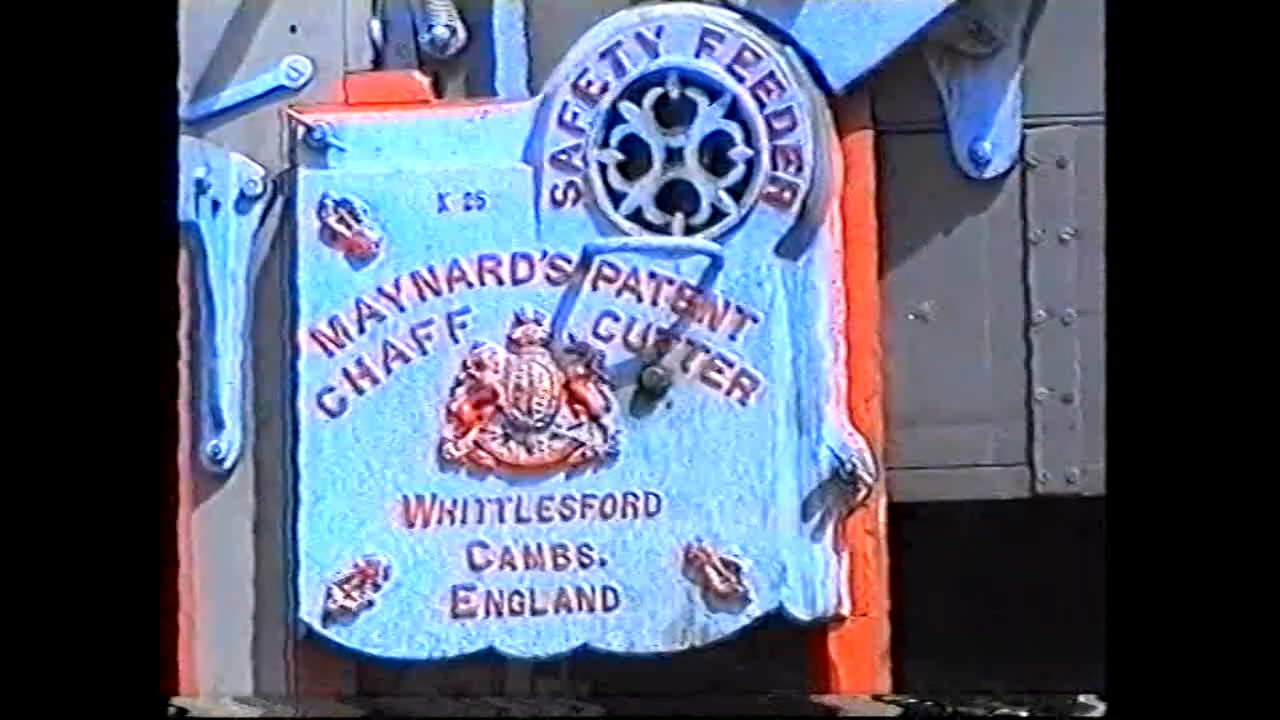 SAFETY FEEDER
X 25
MAYNARD'S PATENT
CHAFF CUTTER
WHITTLESFORD
CAMBS.
ENGLAND